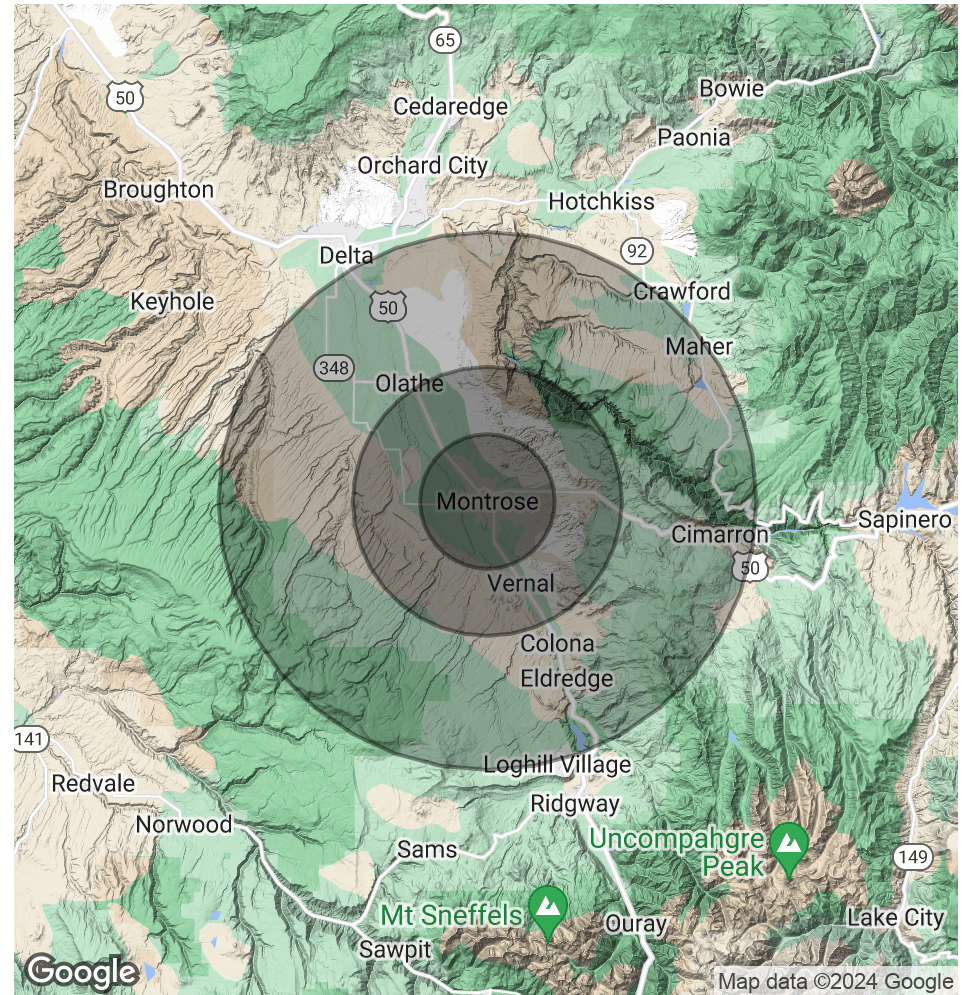 65
Bowie
50
Cedaredge
Paonia
Orchard City
Broughton
Hotchkiss
Delta
92
Keyhole
50
Crawford
Maher
348
Olathe
Montrose
Sapinero
Cimarron
50
Vernal
Colona
Eldredge
141
Loghill Village
Redvale
Ridgway
Norwood
Uncompahgre
Peak
Sams
149
Mt Sneffels
Ouray
Lake City
Sawpit
Google
Map data ©2024 Google